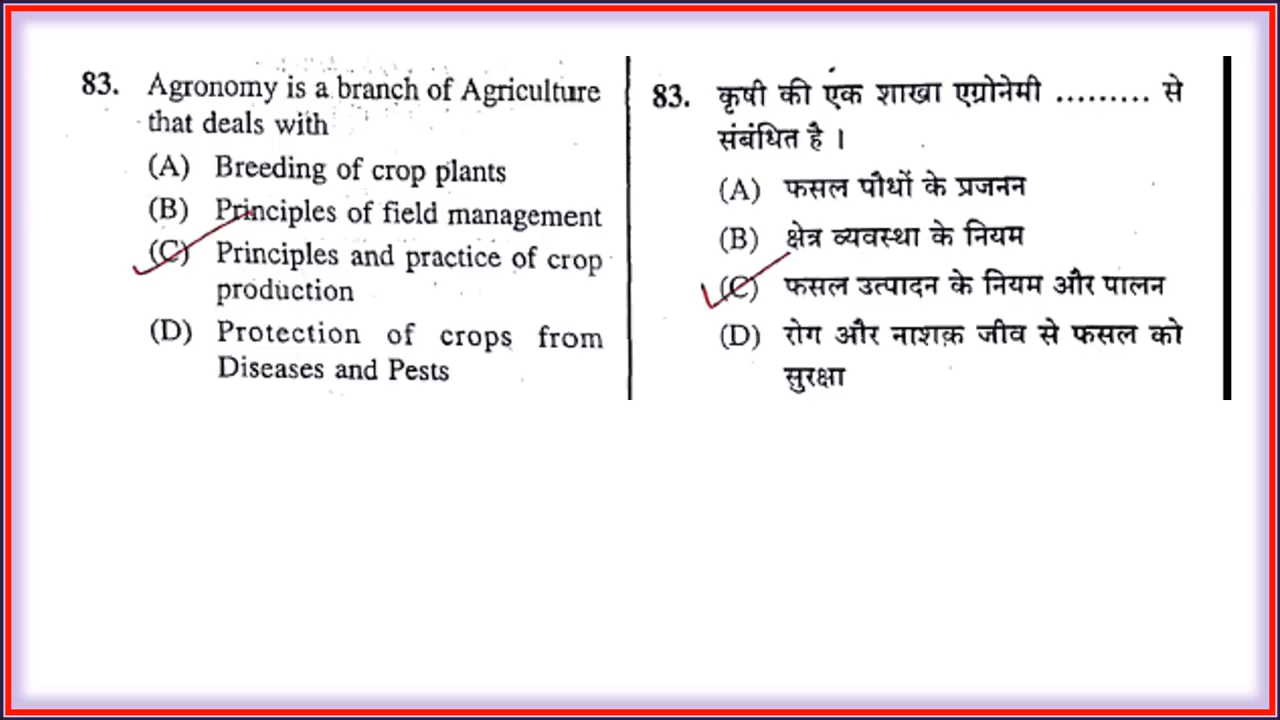 83. Agronomy is a branch of Agriculture
that deals with
(A) Breeding of crop plants
(B) Principles of field management
(C) Principles and practice of crop
production
(D) Protection of crops from
Diseases and Pests
83. कृषी की एक शाखा एग्रोनेमी ......... से
संबंधित है ।
(A) फसल पौधों के प्रजनन
(B) क्षेत्र व्यवस्था के नियम
(C) फसल उत्पादन के नियम और पालन
(D) रोग और नाशक़ जीव से फसल को
सुरक्षा